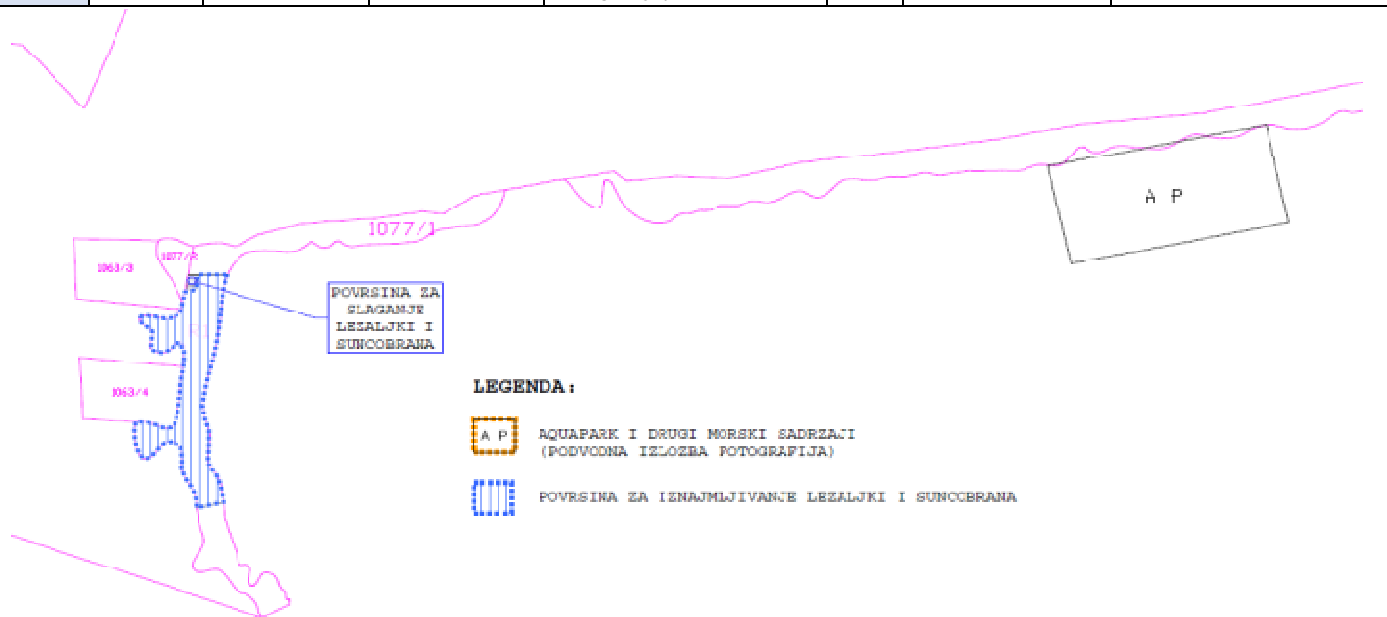 A P
1077/1
1063/3
1077/2
POVRSINA ZA
SLAGANJE
LEZALJKI I
SUNCOBRANA
1063/4
LEGENDA:
A P
AQUAPARK I DRUGI MORSKI SADRZAJI
(PODVODNA IZLOZBA FOTOGRAFIJA)
POVRSINA ZA IZNAJMLJIVANJE LEZALJKI I SUNCOBRANA